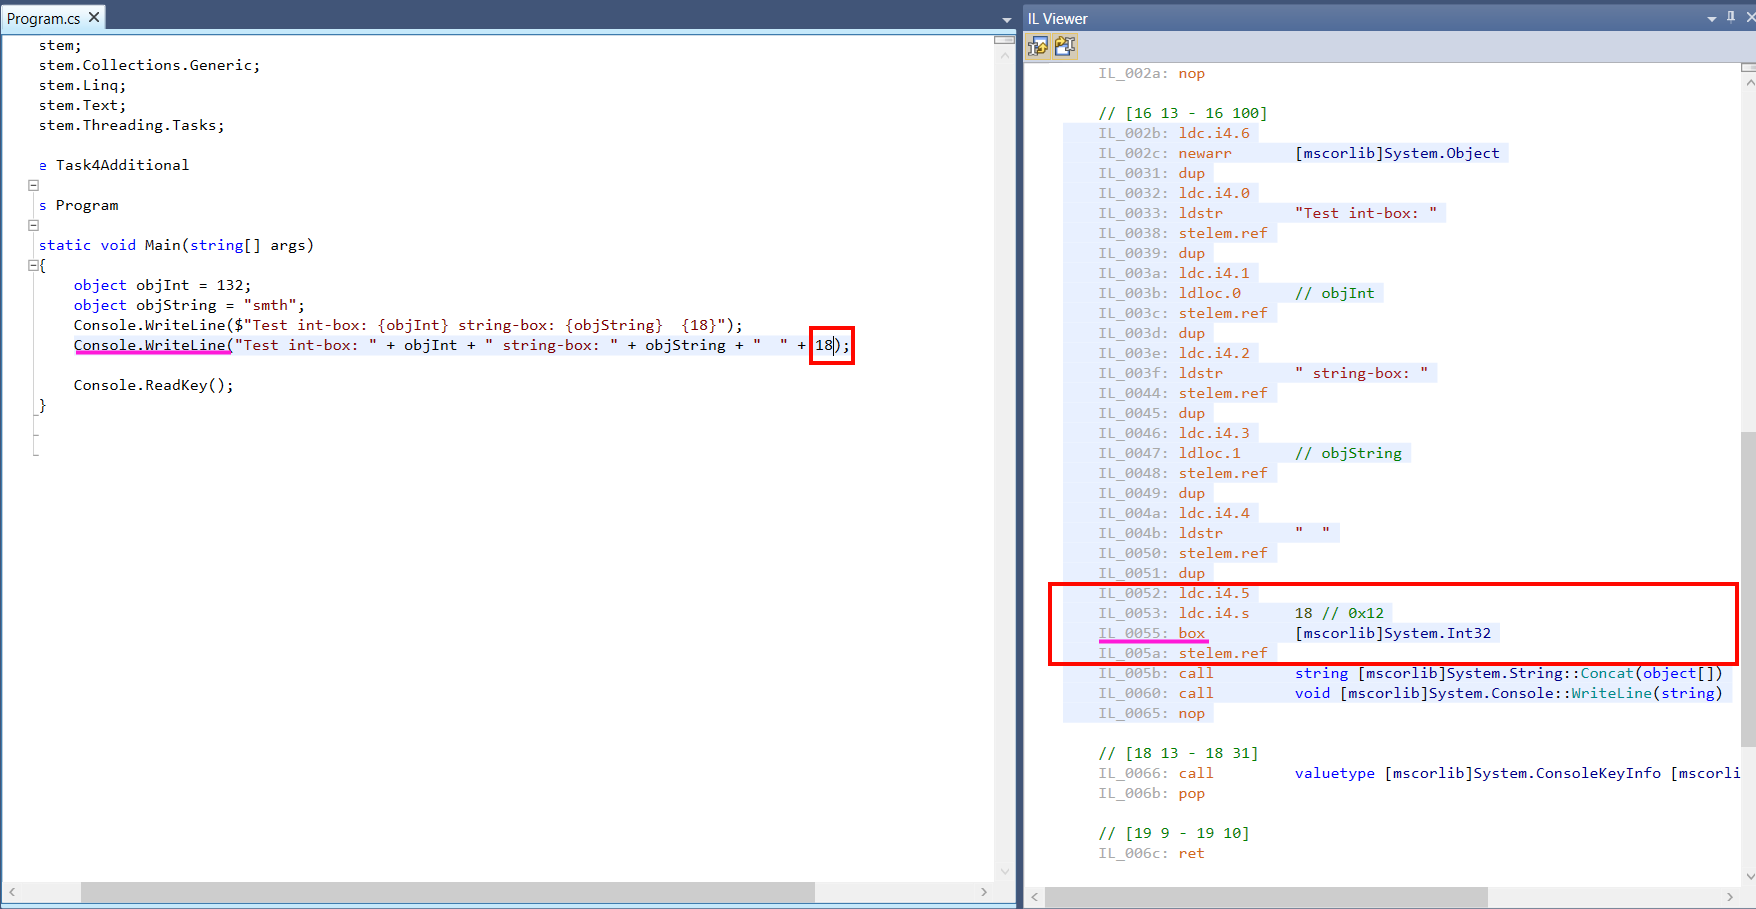 Program.cs
stem;
stem.Collections.Generic;
stem.Linq;
stem.Text;
stem.Threading.Tasks;
e Task4Additional
s Program
static void Main(string[] args)
{
object objInt = 132;
object objString = "smth";
Console.WriteLine($"Test int-box: {objInt} string-box: {objString}  {18}");
Console.WriteLine("Test int-box: " + objInt + " string-box: " + objString + "  " + 18);
Console.ReadKey();
}
IL Viewer
IL_002a: nop
// [16 13 - 16 100]
IL_002b: ldc.i4.6
IL_002c: newarr [mscorlib]System.Object
IL_0031: dup
IL_0032: ldc.i4.0
IL_0033: ldstr "Test int-box: "
IL_0038: stelem.ref
IL_0039: dup
IL_003a: ldc.i4.1
IL_003b: ldloc.0 // objInt
IL_003c: stelem.ref
IL_003d: dup
IL_003e: ldc.i4.2
IL_003f: ldstr " string-box: "
IL_0044: stelem.ref
IL_0045: dup
IL_0046: ldc.i4.3
IL_0047: ldloc.1 // objString
IL_0048: stelem.ref
IL_0049: dup
IL_004a: ldc.i4.4
IL_004b: ldstr "  "
IL_0050: stelem.ref
IL_0051: dup
IL_0052: ldc.i4.5
IL_0053: ldc.i4.s 18 // 0x12
IL_0055: box [mscorlib]System.Int32
IL_005a: stelem.ref
IL_005b: call string [mscorlib]System.String::Concat(object[])
IL_0060: call void [mscorlib]System.Console::WriteLine(string)
IL_0065: nop
// [18 13 - 18 31]
IL_0066: call valuetype [mscorlib]System.ConsoleKeyInfo [mscorli
IL_006b: pop
// [19 9 - 19 10]
IL_006c: ret